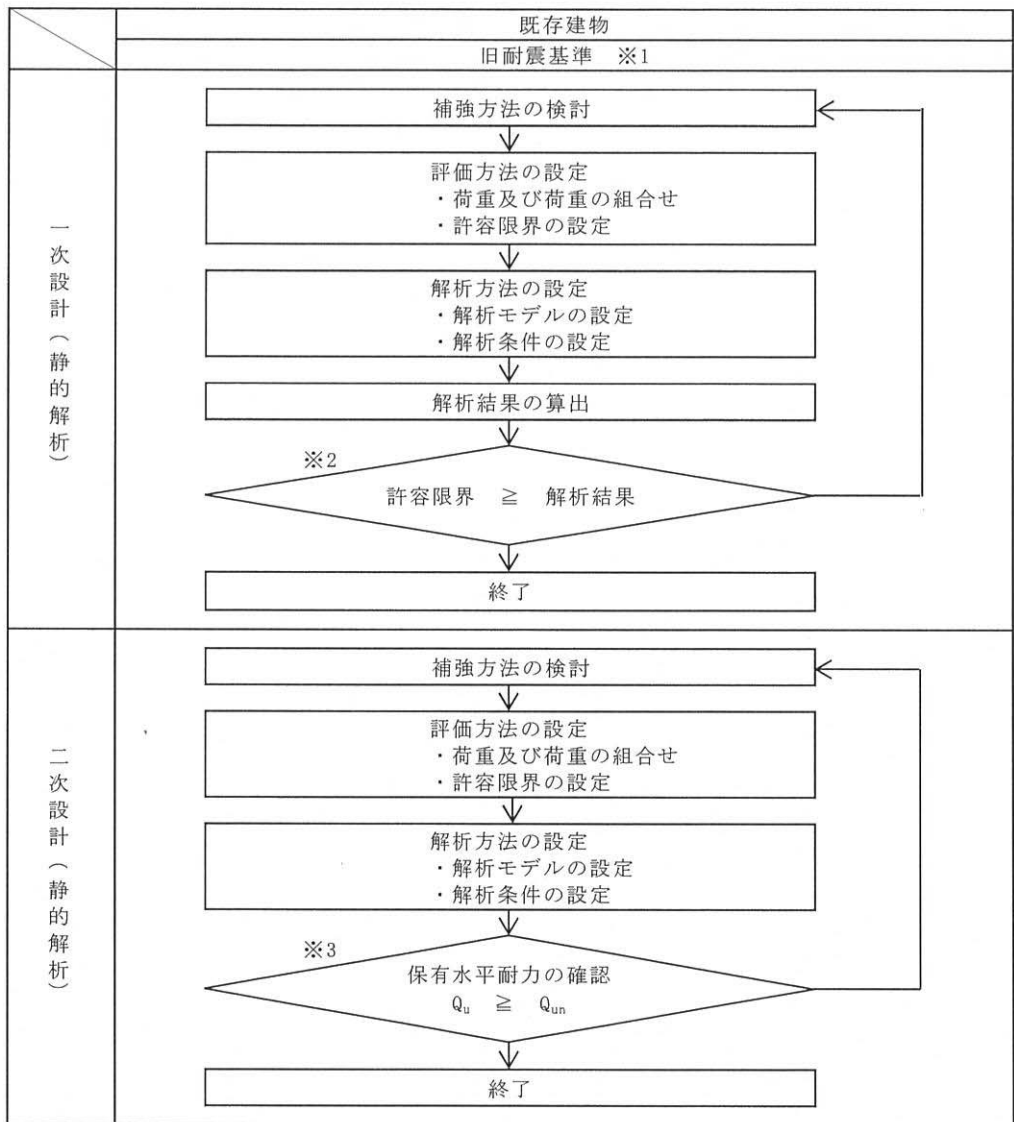 既存建物
旧耐震基準 ※1
一次設計（静的解析）
補強方法の検討
評価方法の設定
・荷重及び荷重の組合せ
・許容限界の設定
解析方法の設定
・解析モデルの設定
・解析条件の設定
解析結果の算出
※2
許容限界 ≧ 解析結果
終了
二次設計（静的解析）
補強方法の検討
評価方法の設定
・荷重及び荷重の組合せ
・許容限界の設定
解析方法の設定
・解析モデルの設定
・解析条件の設定
※3
保有水平耐力の確認
Qu ≧ Qun
終了